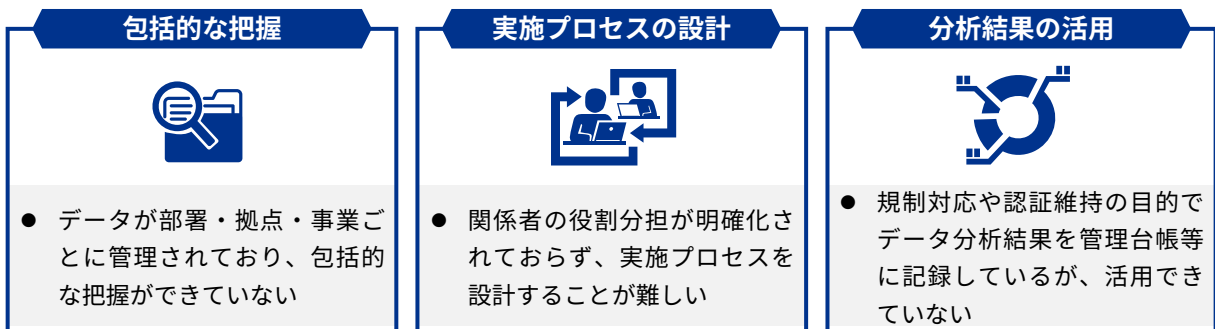 包括的な把握
● データが部署・拠点・事業ご
とに管理されており、包括的
な把握ができていない
実施プロセスの設計
● 関係者の役割分担が明確化さ
れておらず、実施プロセスを
設計することが難しい
分析結果の活用
● 規制対応や認証維持の目的で
データ分析結果を管理台帳等
に記録しているが、活用でき
ていない